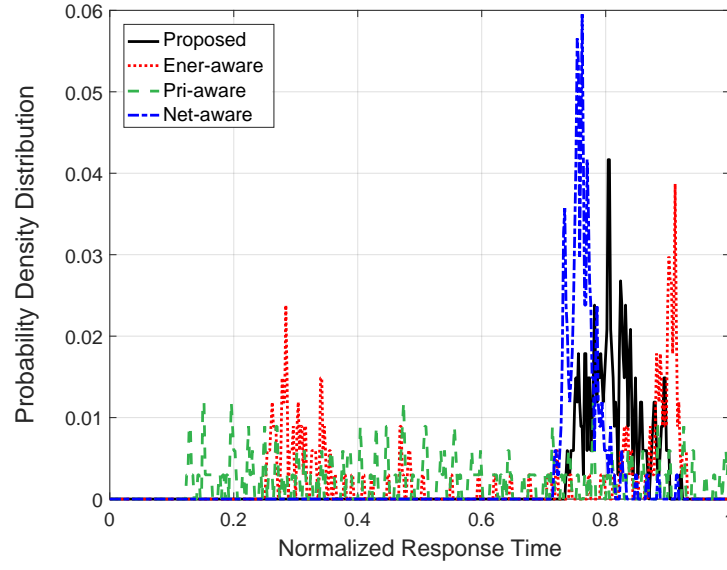 Probability Density Distribution
0.06
0.05
0.04
0.03
0.02
0.01
0
Proposed
Ener-aware
Pri-aware
Net-aware
0
0.2
0.4
0.6
0.8
Normalized Response Time